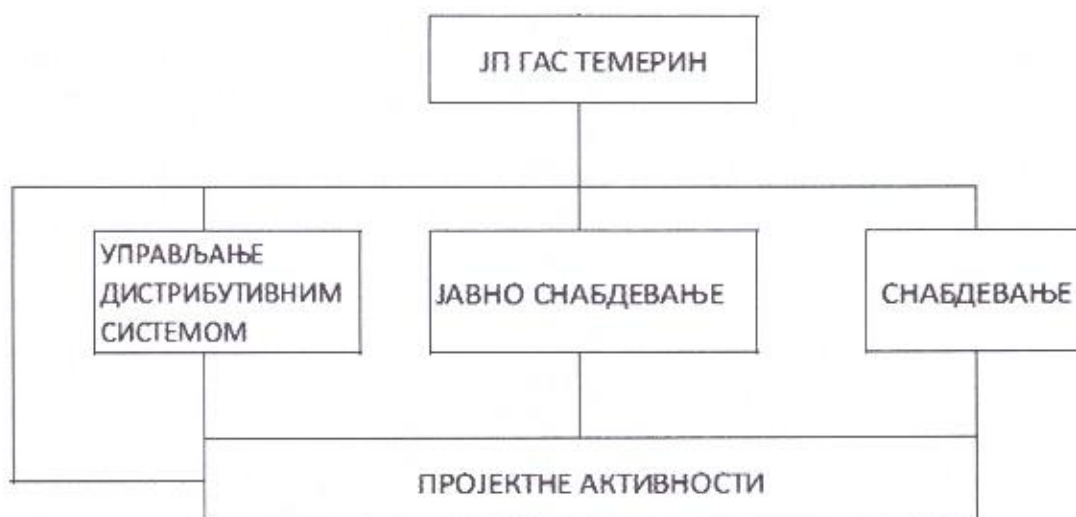 ЈП ГАС ТЕМЕРИН
УПРАВЉАЊЕ
ДИСТРИБУТИВНИМ
СИСТЕМОМ
ЈАВНО СНАБДЕВАЊЕ
СНАБДЕВАЊЕ
ПРОЈЕКТНЕ АКТИВНОСТИ